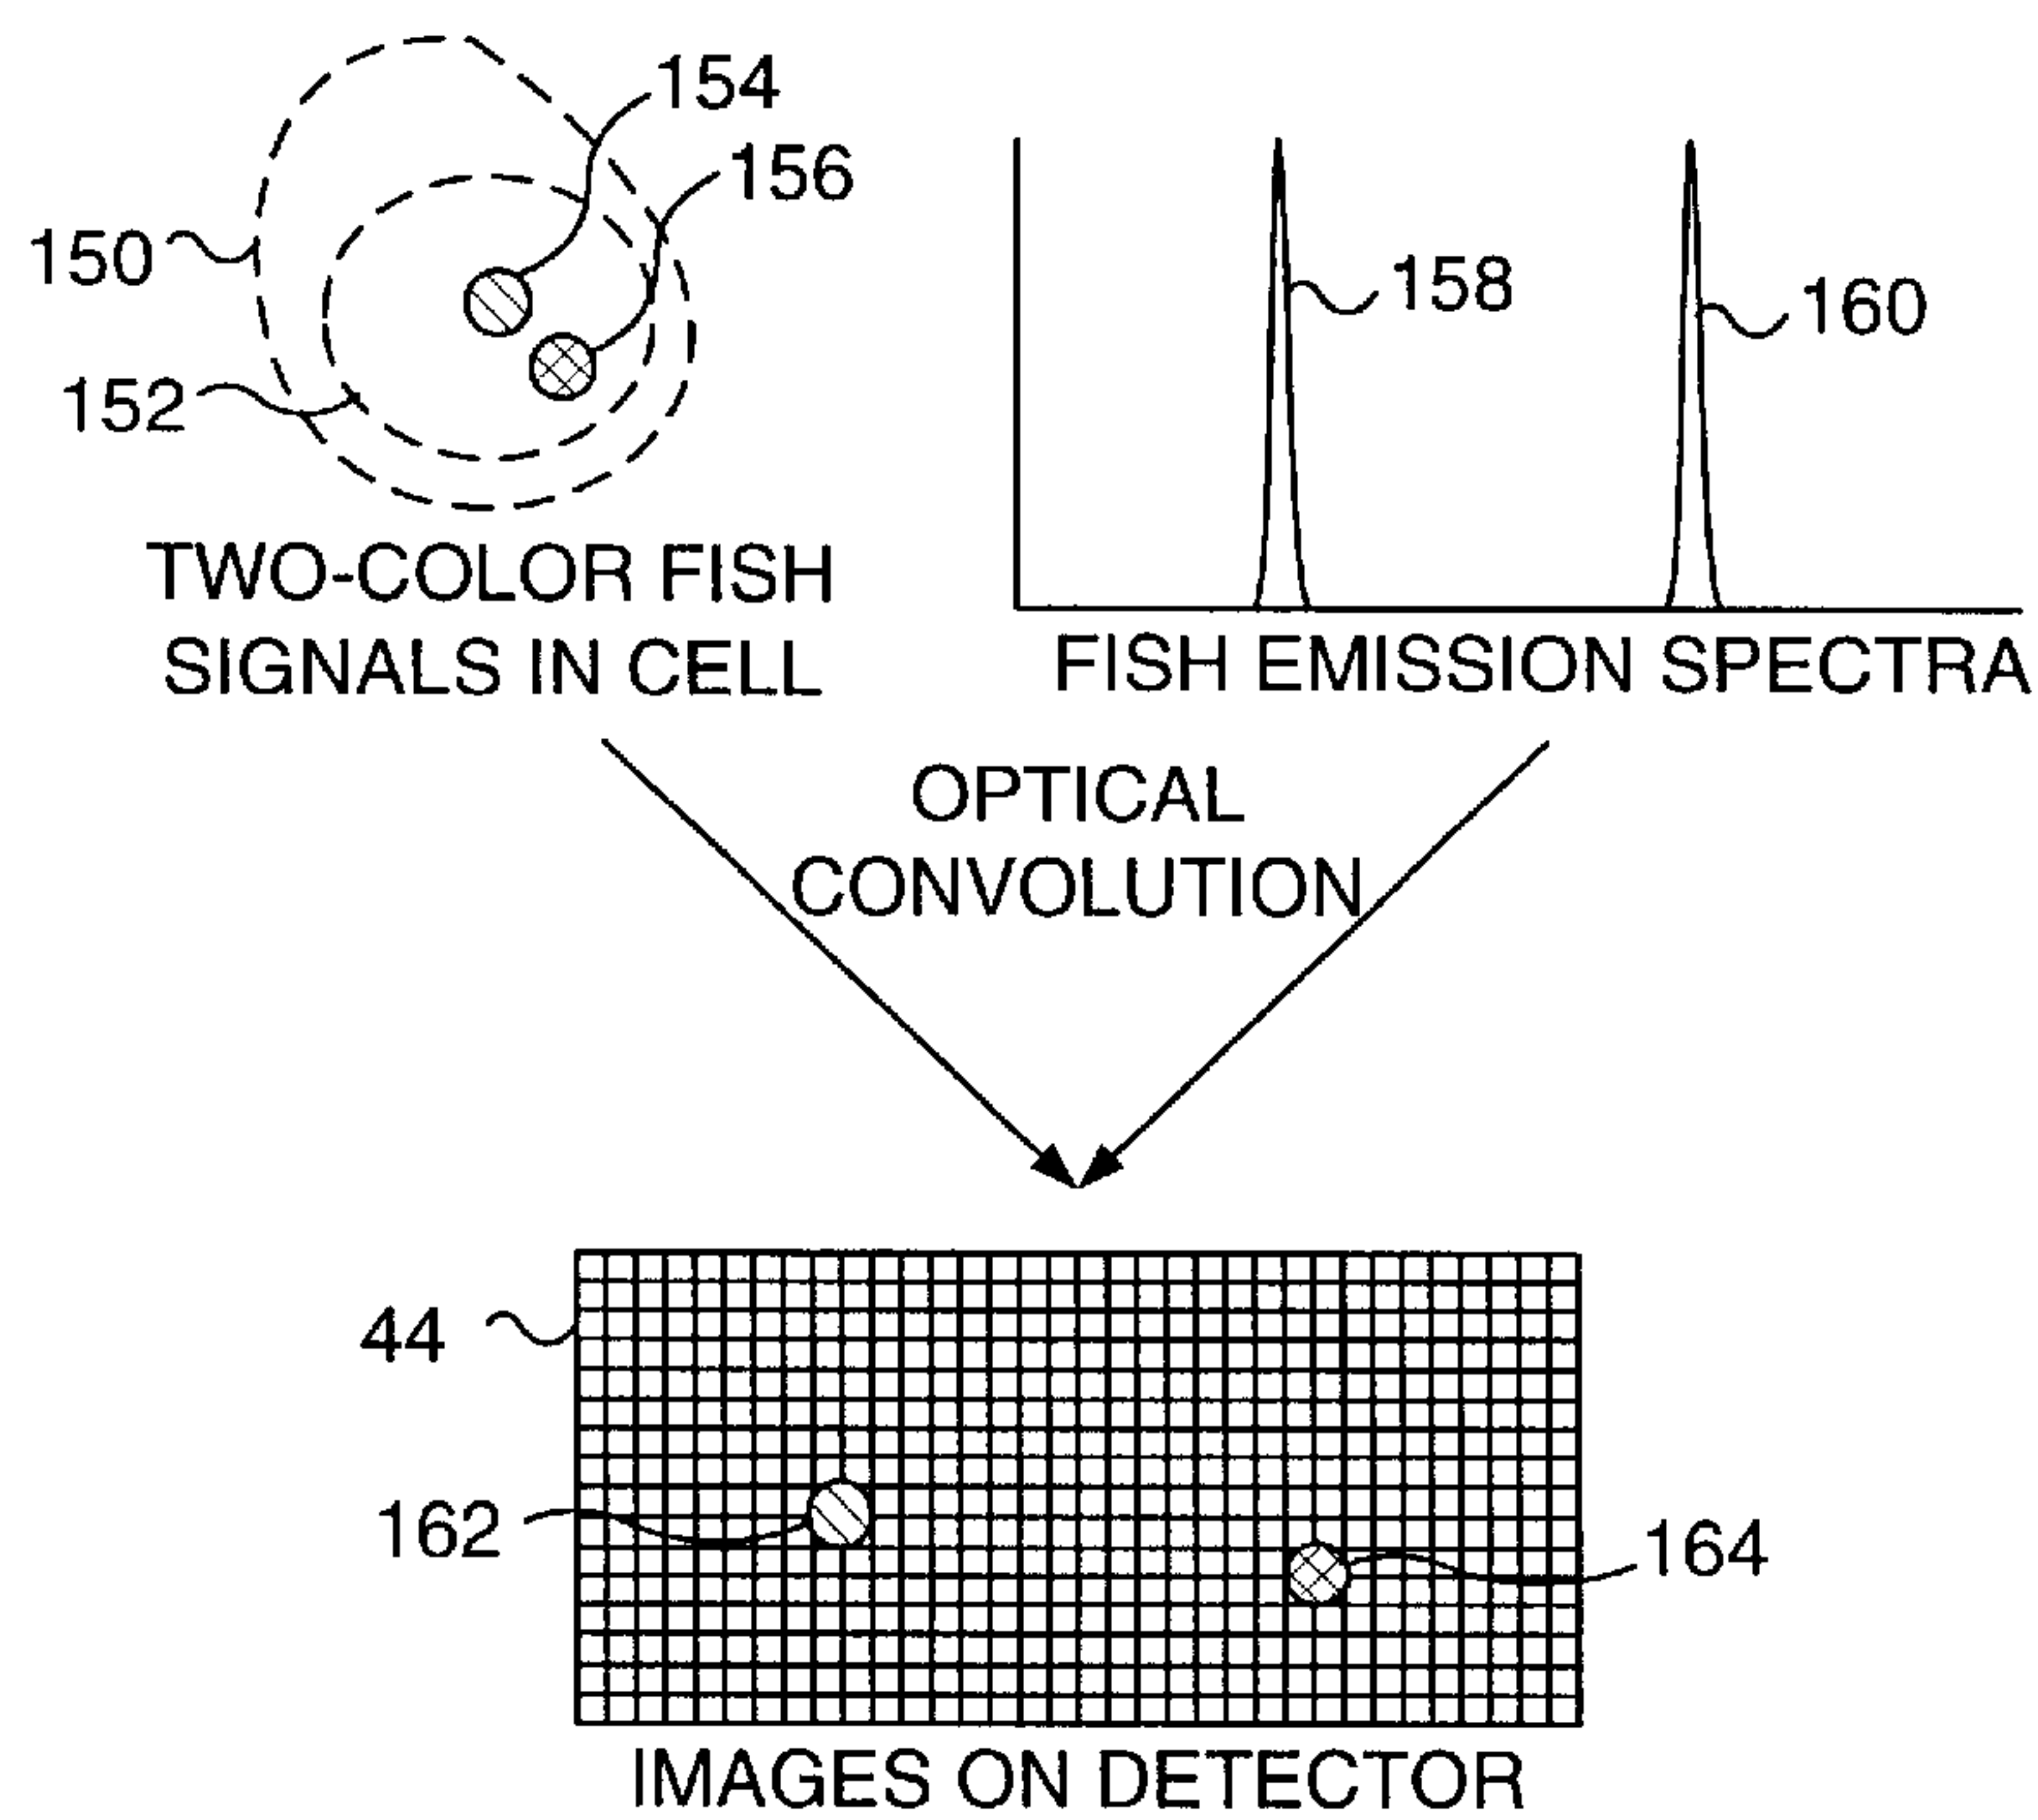 154
156
150
158
160
152
TWO-COLOR FISH
SIGNALS IN CELL
FISH EMISSION SPECTRA
OPTICAL
CONVOLUTION
44
162
164
IMAGES ON DETECTOR